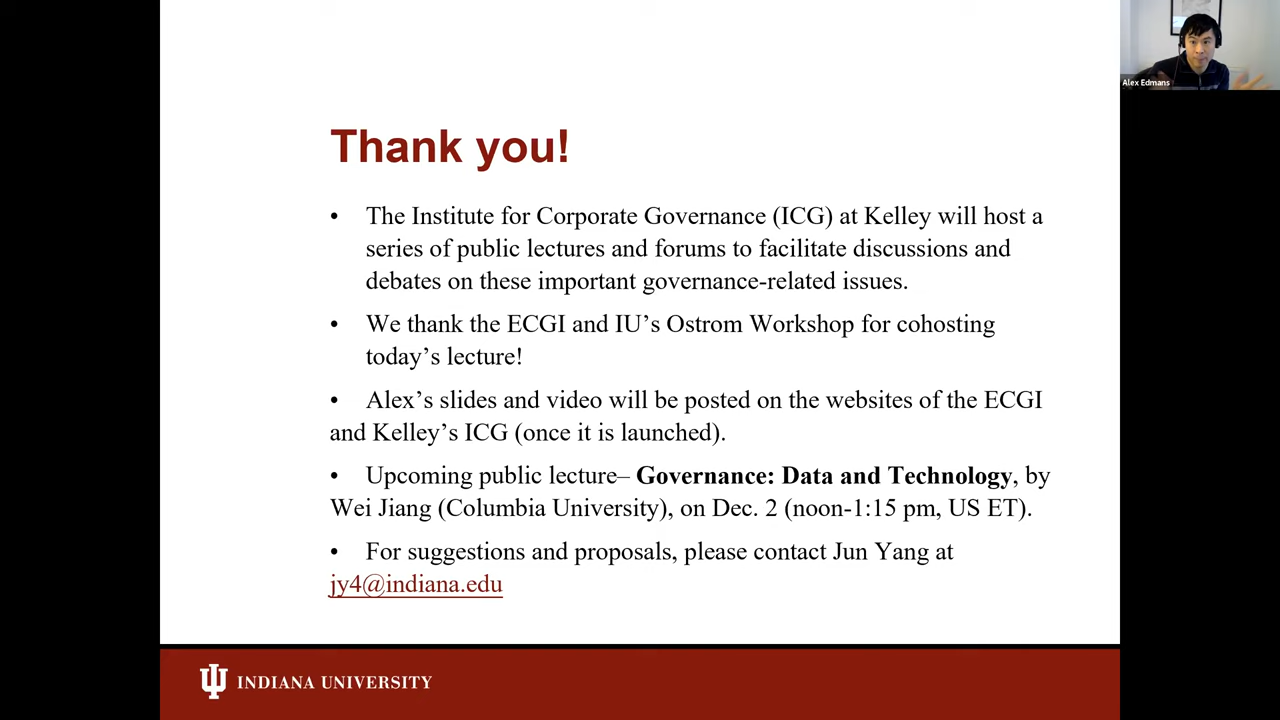 Alex Edmans
Thank you!
• The Institute for Corporate Governance (ICG) at Kelley will host a
series of public lectures and forums to facilitate discussions and
debates on these important governance-related issues.
• We thank the ECGI and IU’s Ostrom Workshop for cohosting
today’s lecture!
• Alex’s slides and video will be posted on the websites of the ECGI
and Kelley’s ICG (once it is launched).
• Upcoming public lecture– Governance: Data and Technology, by
Wei Jiang (Columbia University), on Dec. 2 (noon-1:15 pm, US ET).
• For suggestions and proposals, please contact Jun Yang at
jy4@indiana.edu
INDIANA UNIVERSITY